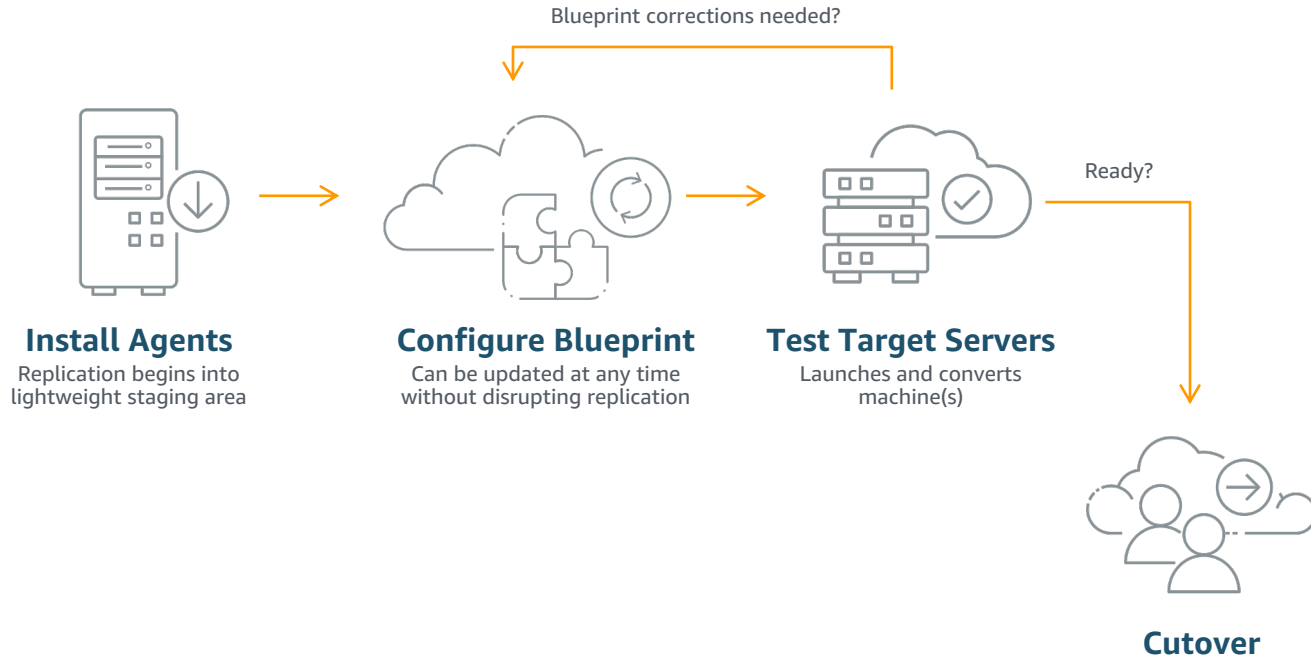 Blueprint corrections needed?
Ready?
Install Agents
Replication begins into
lightweight staging area
Configure Blueprint
Can be updated at any time
without disrupting replication
Test Target Servers
Launches and converts
machine(s)
Cutover